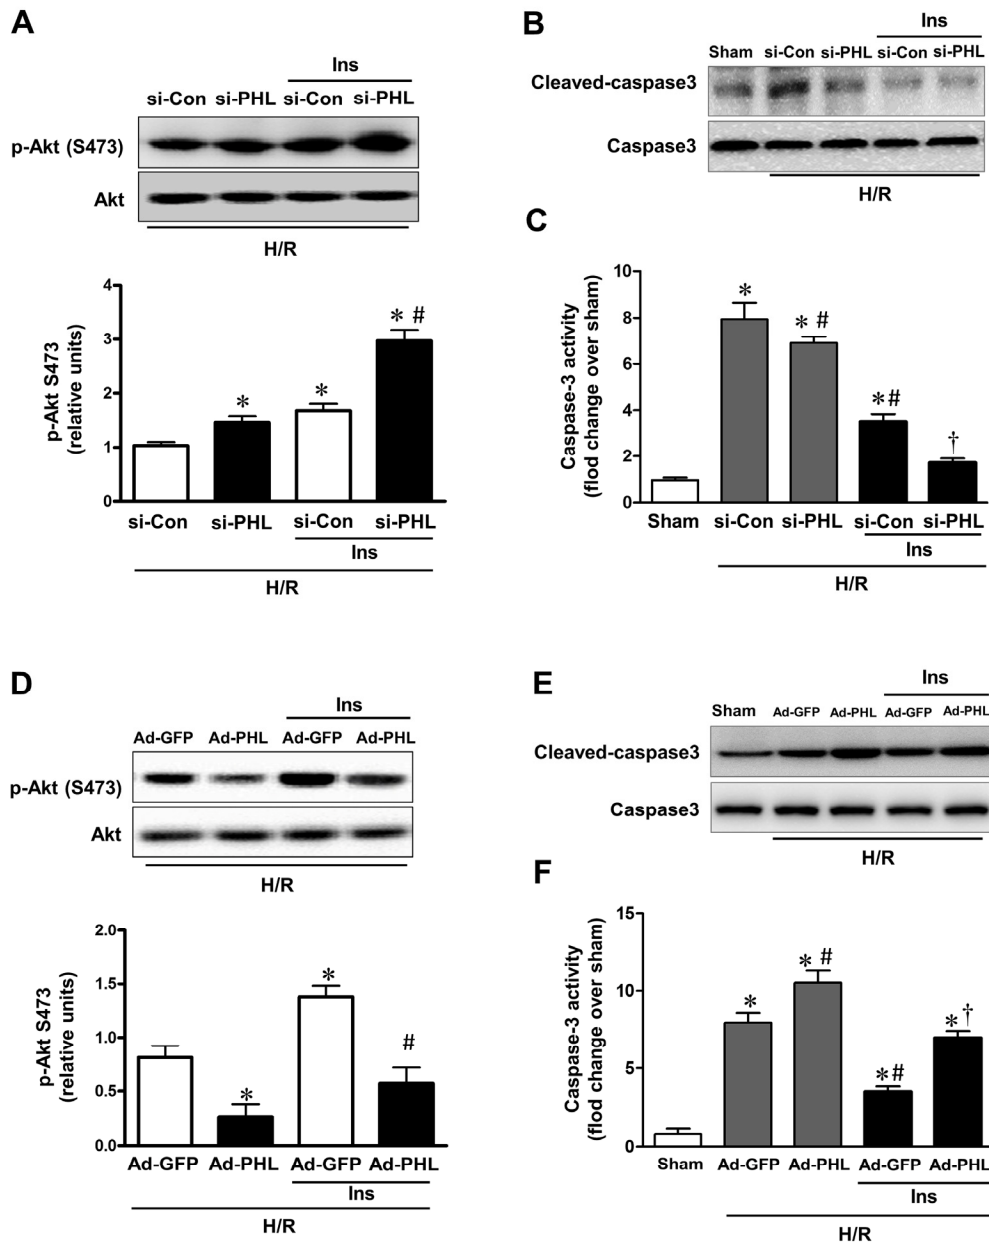 A
Ins
si-Con si-PHL si-Con si-PHL
p-Akt (S473)
Akt
H/R
p-Akt S473
(relative units)
4
3
2
1
0
*
*
* #
si-Con si-PHL si-Con si-PHL
Ins
H/R
B
Ins
Sham si-Con si-PHL si-Con si-PHL
Cleaved-caspase3
Caspase3
H/R
C
Caspase-3 activity
(flod change over sham)
10
8
6
4
2
0
*
* #
*#
†
Sham si-Con si-PHL si-Con si-PHL
Ins
H/R
D
Ins
Ad-GFP Ad-PHL Ad-GFP Ad-PHL
p-Akt (S473)
Akt
H/R
p-Akt S473
(relative units)
2.0
1.5
1.0
0.5
0.0
*
*
#
Ad-GFP Ad-PHL Ad-GFP Ad-PHL
Ins
H/R
E
Ins
Sham Ad-GFP Ad-PHL Ad-GFP Ad-PHL
Cleaved-caspase3
Caspase3
H/R
F
Caspase-3 activity
(flod change over sham)
15
10
5
0
*
* #
*#
*†
Sham Ad-GFP Ad-PHL Ad-GFP Ad-PHL
Ins
H/R